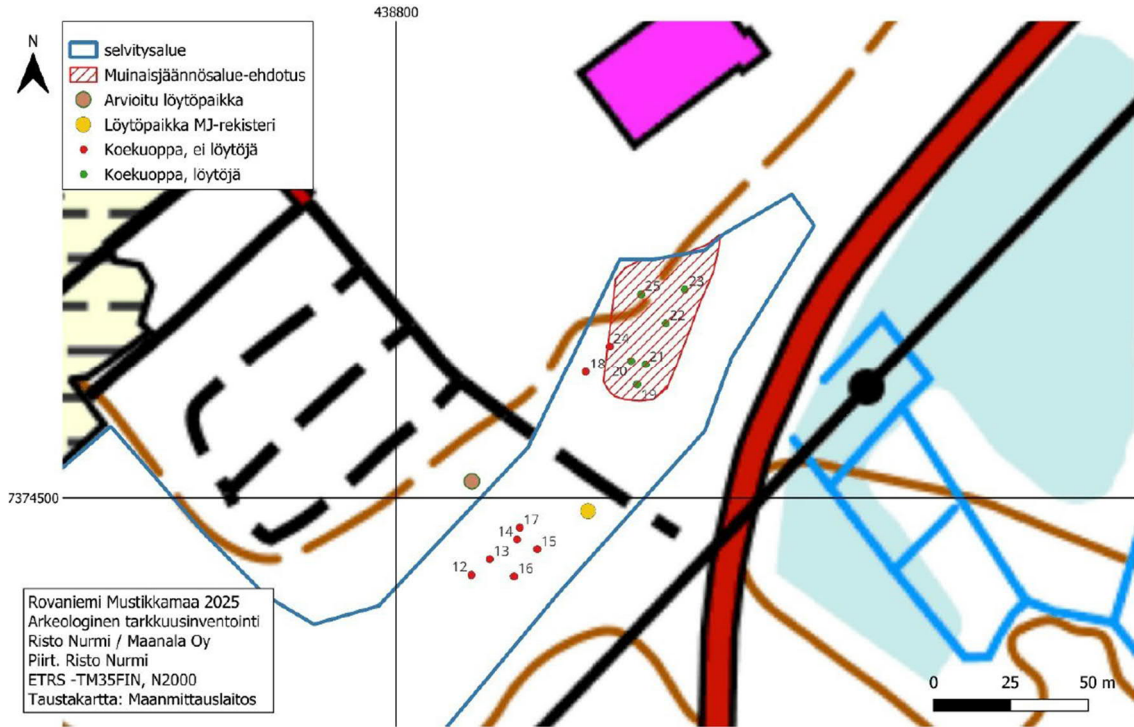 438800
N
selvitysalue
Muinaisjäännösalue-ehdotus
Arvioitu löytöpaikka
Löytöpaikka MJ-rekisteri
Koekuoppa, ei löytöjä
Koekuoppa, löytöjä
25
23
22
24
18
21
20
19
7374500
17
14
15
13
12
16
Rovaniemi Mustikkamaa 2025
Arkeologinen tarkkuusinventointi
Risto Nurmi / Maanala Oy
Piirt. Risto Nurmi
ETRS -TM35FIN, N2000
Taustakartta: Maanmittauslaitos
0 25 50 m